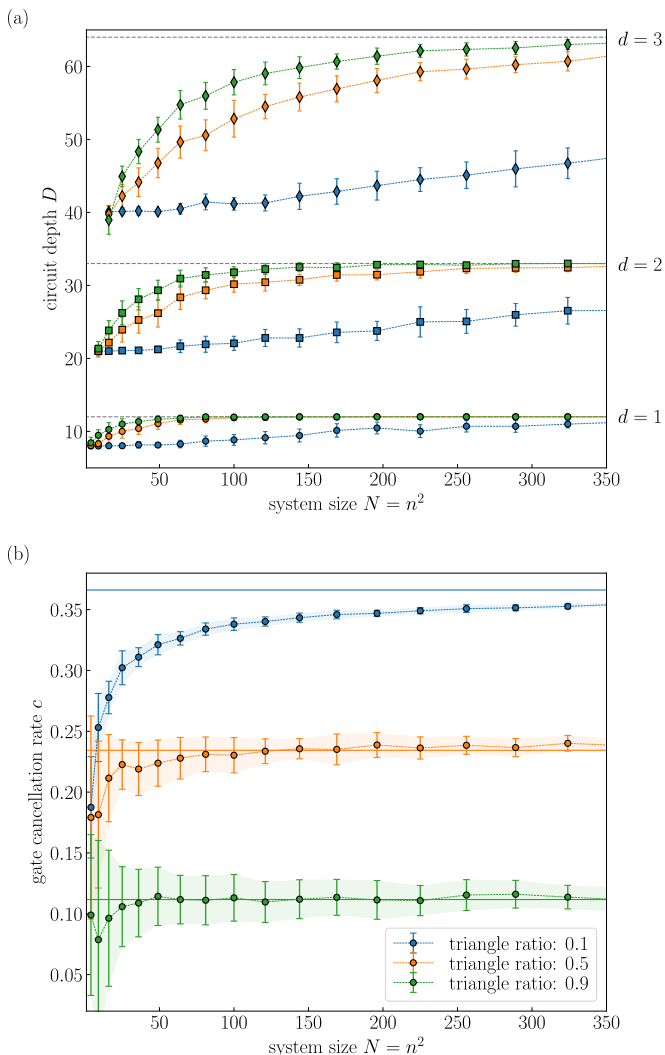 (a)
60
50
40
30
20
10
circuit depth D
d = 3
d = 2
d = 1
50 100 150 200 250 300 350
system size N = n²
(b)
0.35
0.30
0.25
0.20
0.15
0.10
0.05
gate cancellation rate c
triangle ratio: 0.1
triangle ratio: 0.5
triangle ratio: 0.9
50 100 150 200 250 300 350
system size N = n²